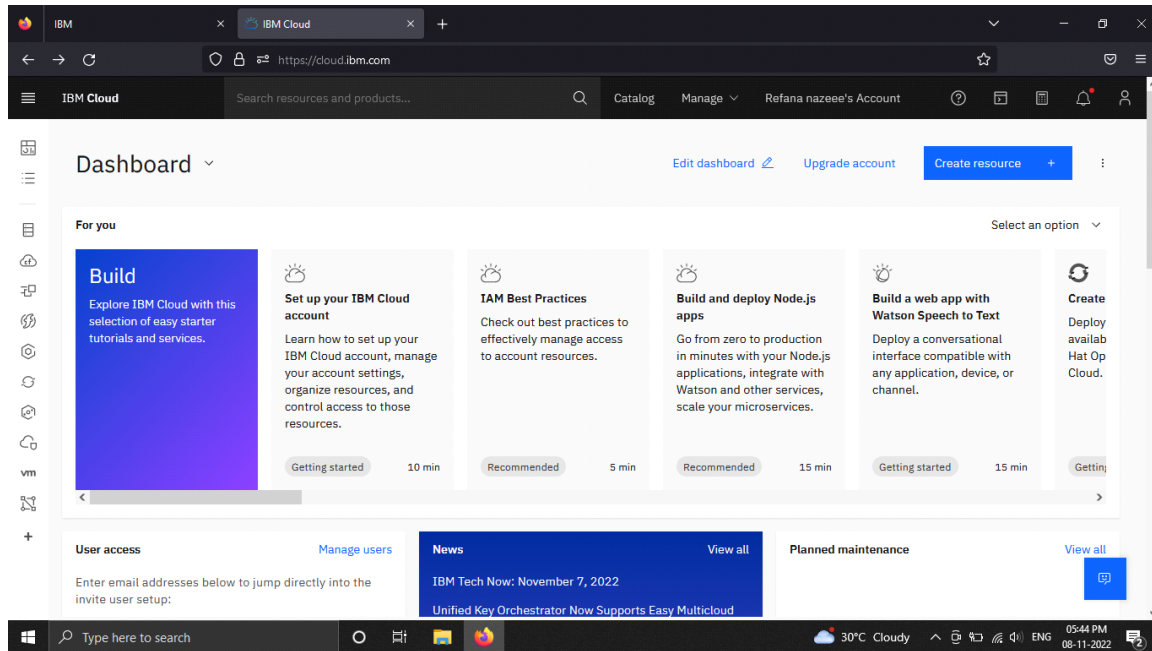 IBM
IBM Cloud
https://cloud.ibm.com
IBM Cloud
Search resources and products...
Catalog
Manage
Refana nazeee's Account
Dashboard
Edit dashboard
Upgrade account
Create resource +
For you
Select an option
Build
Explore IBM Cloud with this
selection of easy starter
tutorials and services.
Set up your IBM Cloud
account
Learn how to set up your
IBM Cloud account, manage
your account settings,
organize resources, and
control access to those
resources.
Getting started
10 min
IAM Best Practices
Check out best practices to
effectively manage access
to account resources.
Recommended
5 min
Build and deploy Node.js
apps
Go from zero to production
in minutes with your Node.js
applications, integrate with
Watson and other services,
scale your microservices.
Recommended
15 min
Build a web app with
Watson Speech to Text
Deploy a conversational
interface compatible with
any application, device, or
channel.
Getting started
15 min
Create
Deploy
availab
Hat Op
Cloud.
Getting
vm
User access
Manage users
Enter email addresses below to jump directly into the
invite user setup:
News
View all
IBM Tech Now: November 7, 2022
Unified Key Orchestrator Now Supports Easy Multicloud
Planned maintenance
View all
Type here to search
30°C Cloudy
ENG
05:44 PM
08-11-2022
2